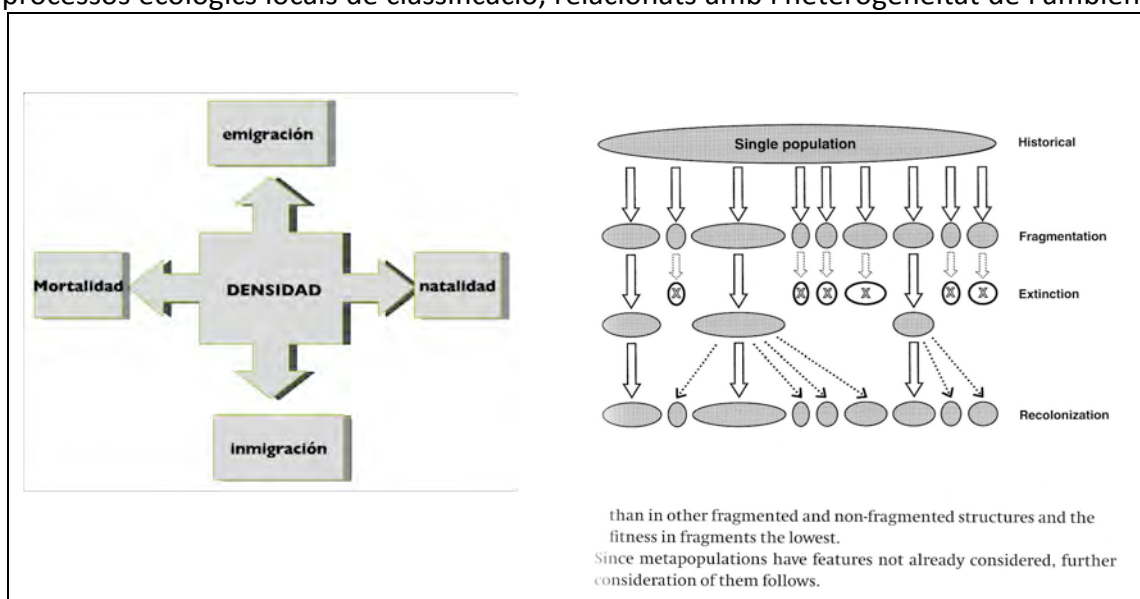 processos ecològics locals de classificació, relacionats amb l'heterogeneïtat de l'ambien
emigración
Mortalidad
DENSIDAD
natalidad
inmigración
Single population
Historical
Fragmentation
X X X X X X
Extinction
Recolonization
than in other fragmented and non-fragmented structures and the
fitness in fragments the lowest.
Since metapopulations have features not already considered, further
consideration of them follows.